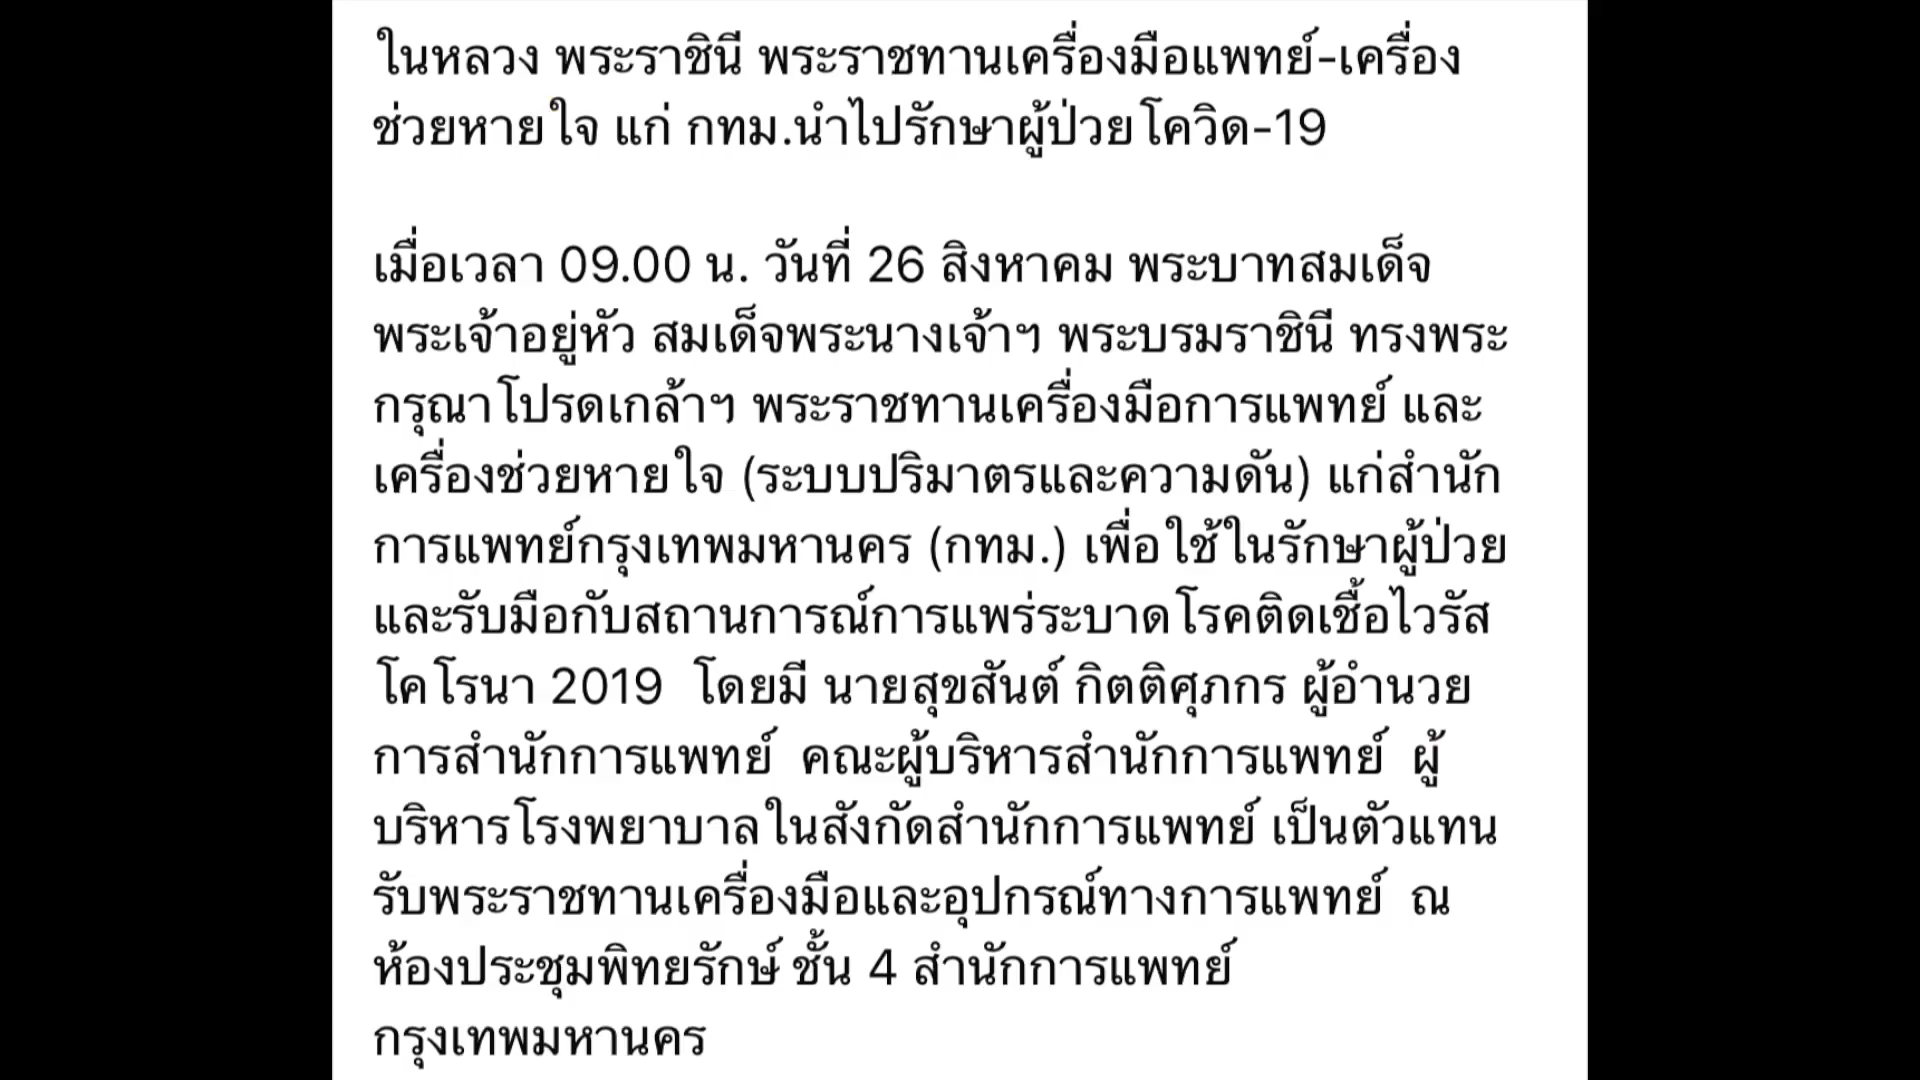 ในหลวง พระราชินี พระราชทานเครื่องมือแพทย์-เครื่อง
ช่วยหายใจ แก่ กทม.นำไปรักษาผู้ป่วยโควิด-19
เมื่อเวลา 09.00 น. วันที่ 26 สิงหาคม พระบาทสมเด็จ
พระเจ้าอยู่หัว สมเด็จพระนางเจ้าฯ พระบรมราชินี ทรงพระ
กรุณาโปรดเกล้าฯ พระราชทานเครื่องมือการแพทย์ และ
เครื่องช่วยหายใจ (ระบบปริมาตรและความดัน) แก่สำนัก
การแพทย์กรุงเทพมหานคร (กทม.) เพื่อใช้ในรักษาผู้ป่วย
และรับมือกับสถานการณ์การแพร่ระบาดโรคติดเชื้อไวรัส
โคโรนา 2019  โดยมี นายสุขสันต์ กิตติศุภกร ผู้อำนวย
การสำนักการแพทย์  คณะผู้บริหารสำนักการแพทย์  ผู้
บริหารโรงพยาบาลในสังกัดสำนักการแพทย์ เป็นตัวแทน
รับพระราชทานเครื่องมือและอุปกรณ์ทางการแพทย์  ณ
ห้องประชุมพิทยรักษ์ ชั้น 4 สำนักการแพทย์
กรุงเทพมหานคร